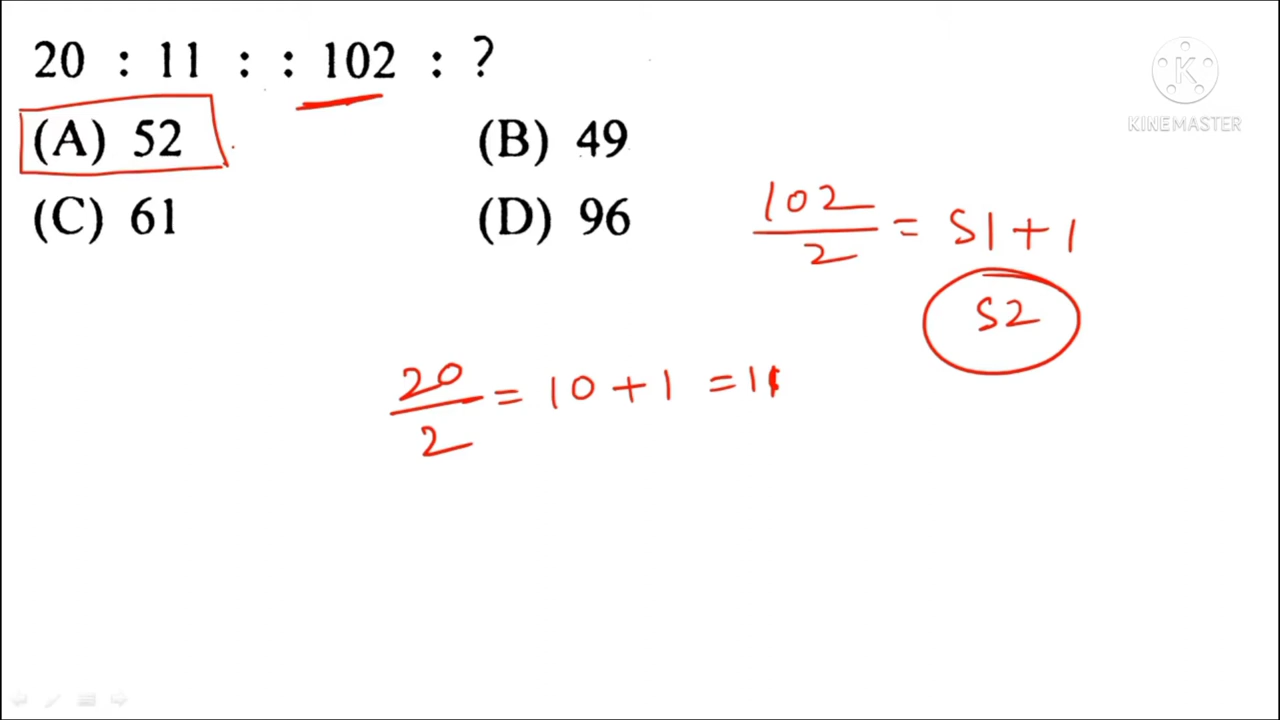 20 : 11 : : 102 : ?
(A) 52 (B) 49
(C) 61 (D) 96
K
KINEMASTER
102/2 = 51 + 1
52
20/2 = 10 + 1 = 11